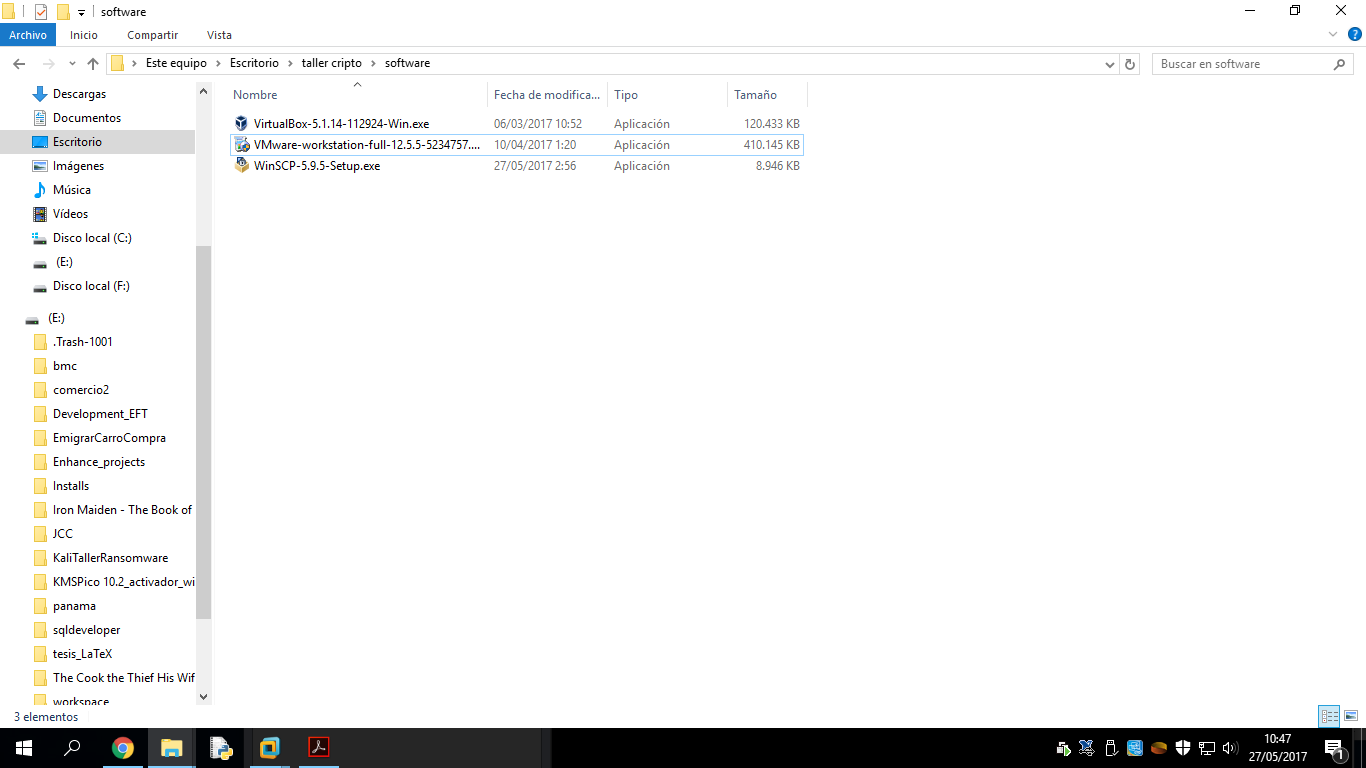 software
Archivo Inicio Compartir Vista
Este equipo Escritorio taller cripto software
Buscar en software
Descargas
Documentos
Escritorio
Imágenes
Música
Vídeos
Disco local (C:)
(E:)
Disco local (F:)
(E:)
.Trash-1001
bmc
comercio2
Development_EFT
EmigrarCarroCompra
Enhance_projects
Installs
Iron Maiden - The Book of
JCC
KaliTallerRansomware
KMSPico 10.2_activador_wi
panama
sqldeveloper
tesis_LaTeX
The Cook the Thief His Wif
workspace
Nombre Fecha de modifica... Tipo Tamaño
VirtualBox-5.1.14-112924-Win.exe 06/03/2017 10:52 Aplicación 120.433 KB
VMware-workstation-full-12.5.5-5234757.... 10/04/2017 1:20 Aplicación 410.145 KB
WinSCP-5.9.5-Setup.exe 27/05/2017 2:56 Aplicación 8.946 KB
3 elementos
10:47
27/05/2017
1